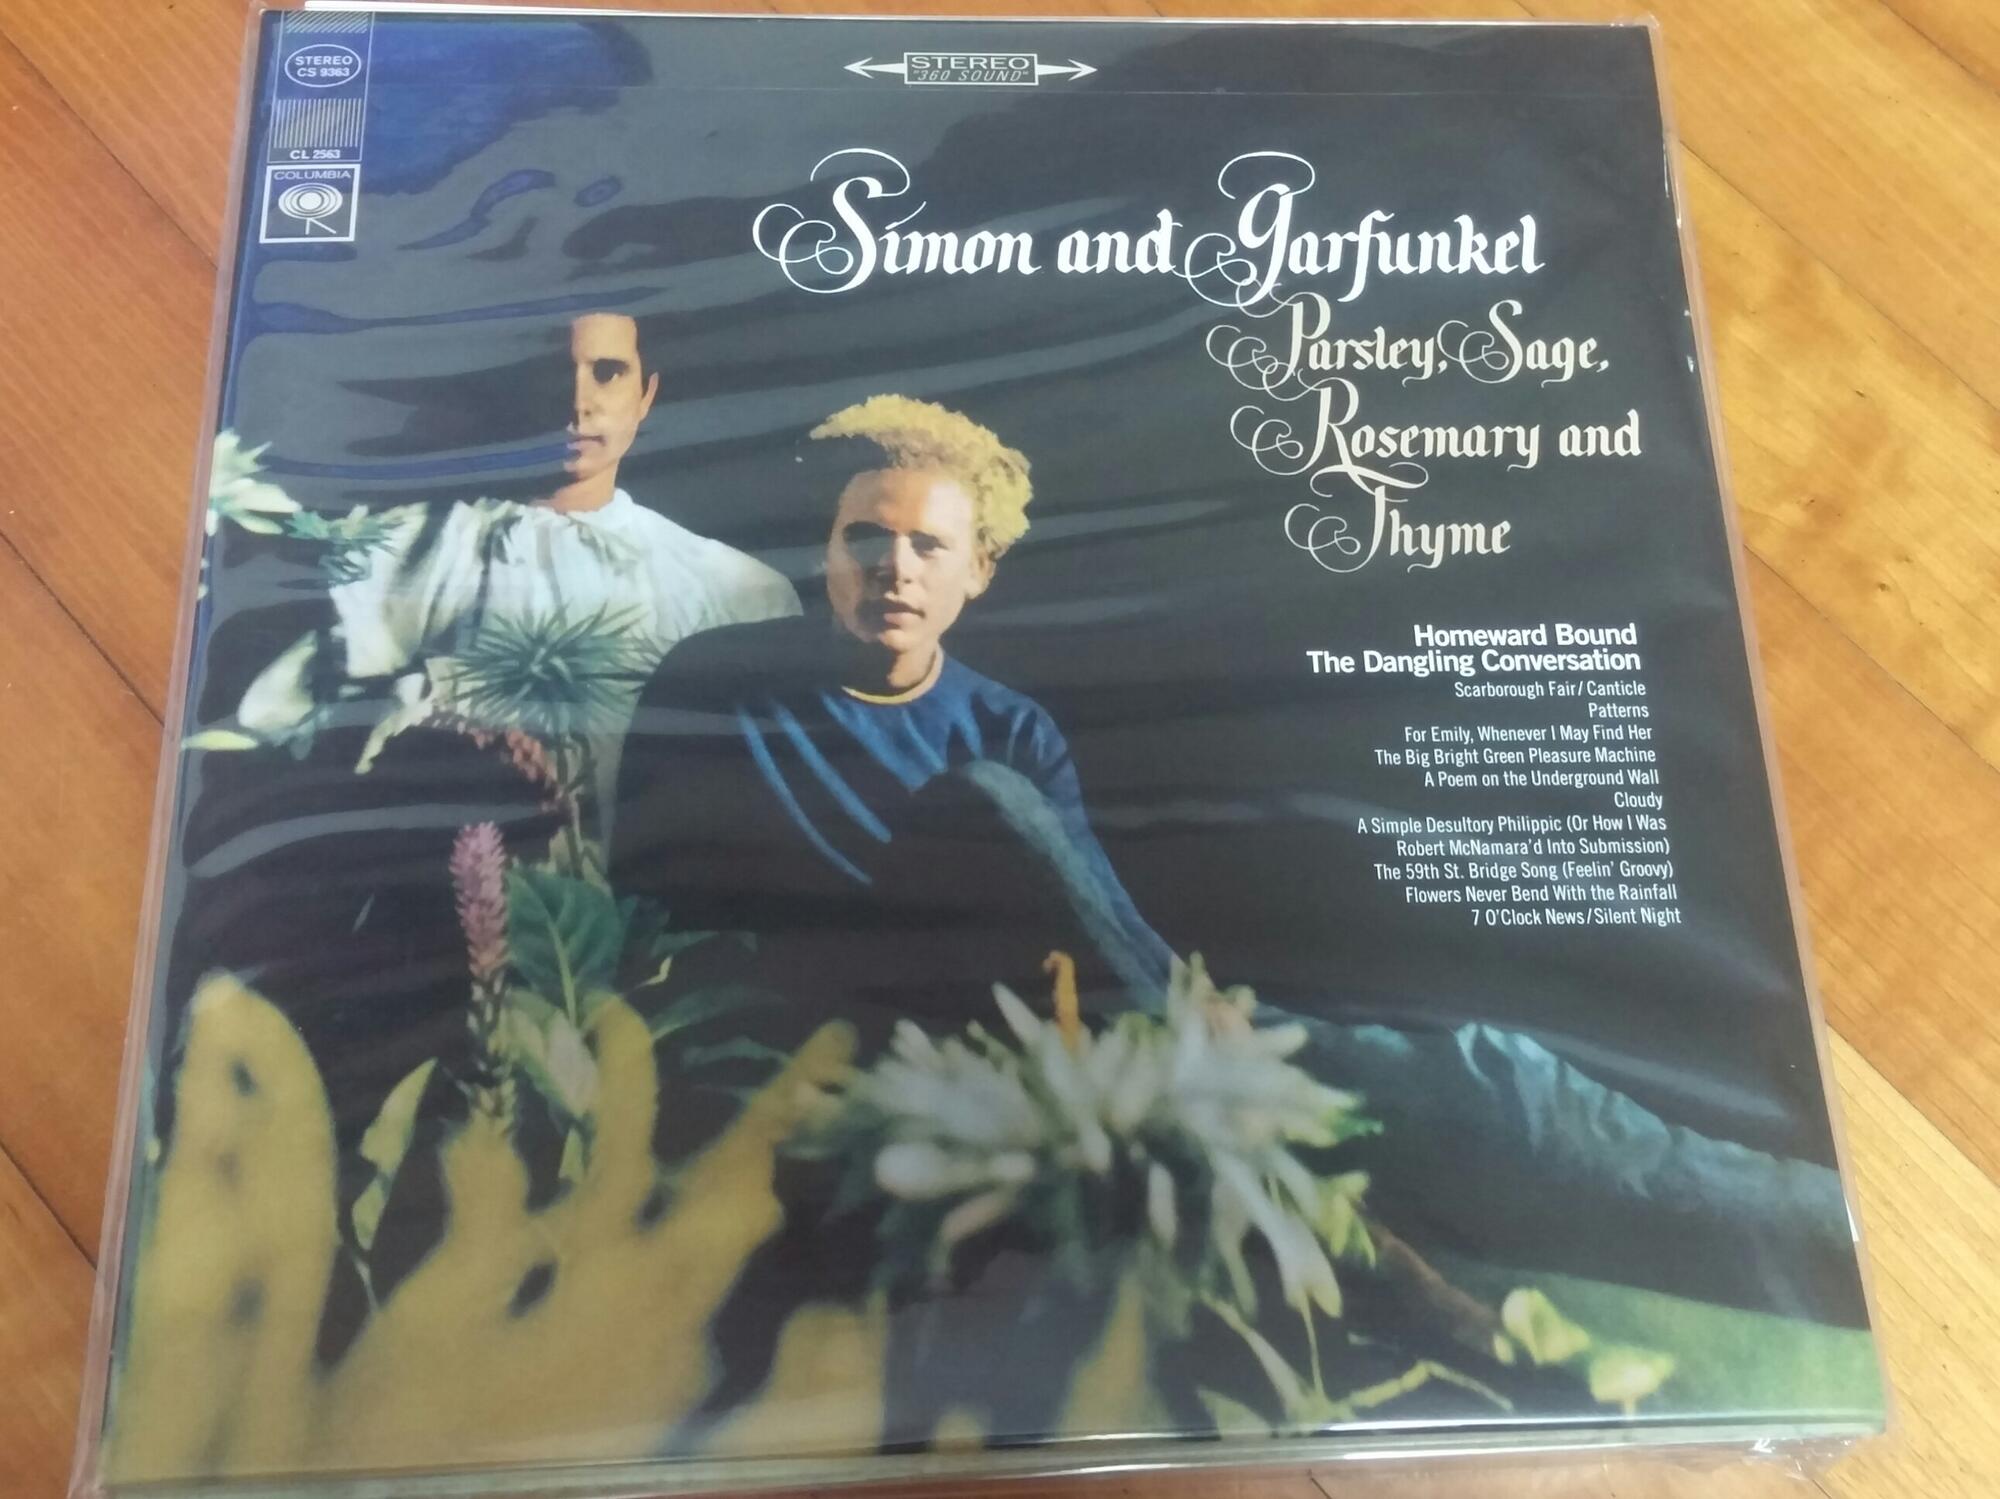 STEREO
CS 9363
CL 2563
COLUMBIA
STEREO
"360 SOUND"
Simon and Garfunkel
Parsley, Sage,
Rosemary and
Thyme
Homeward Bound
The Dangling Conversation
Scarborough Fair/Canticle
Patterns
For Emily, Whenever I May Find Her
The Big Bright Green Pleasure Machine
A Poem on the Underground Wall
Cloudy
A Simple Desultory Philippic (Or How I Was
Robert McNamara'd Into Submission)
The 59th St. Bridge Song (Feelin' Groovy)
Flowers Never Bend With the Rainfall
7 O'Clock News/Silent Night